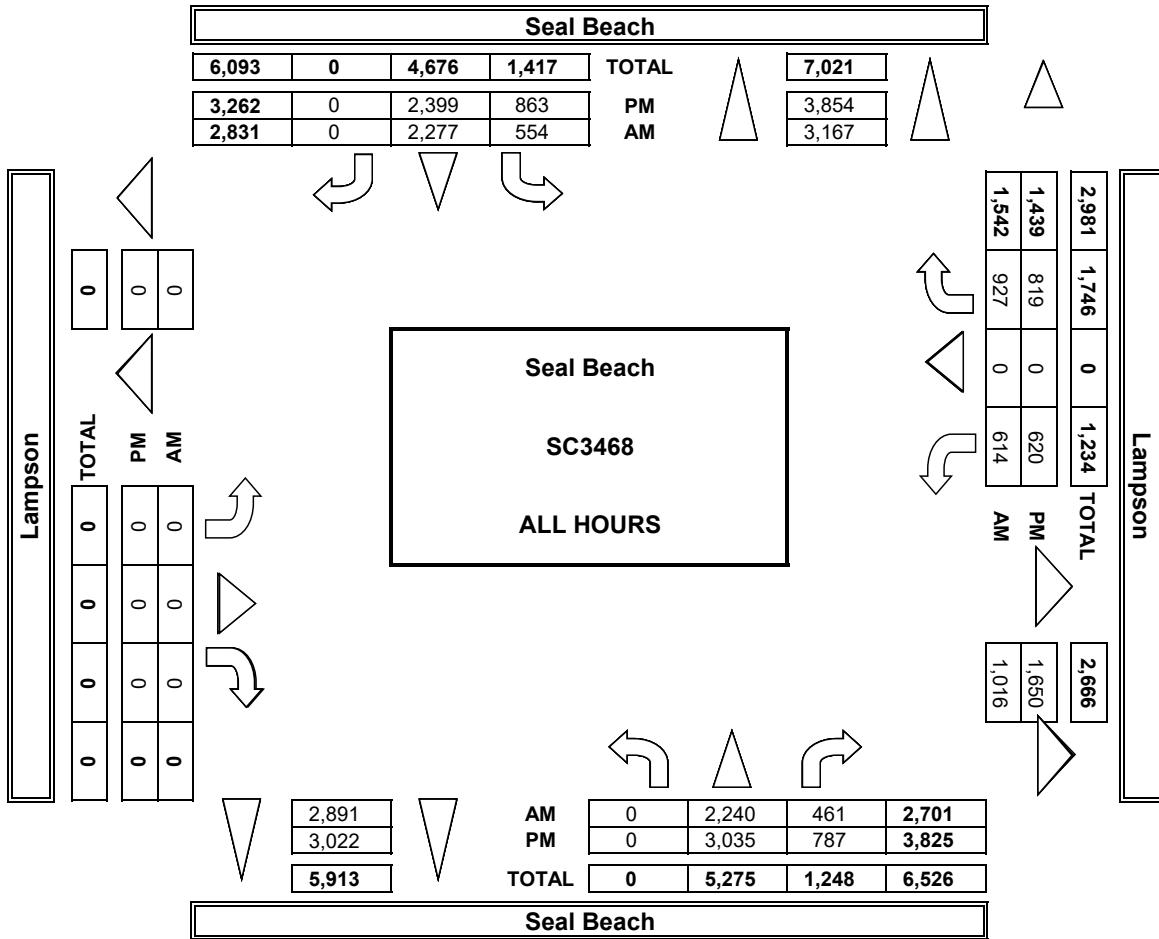 Seal Beach
6,093 0 4,676 1,417 TOTAL 7,021
3,262 0 2,399 863 PM 3,854
2,831 0 2,277 554 AM 3,167
Lampson
0 0 0
TOTAL PM AM
0 0 0
0 0 0
0 0 0
0 0 0
Seal Beach
SC3468
ALL HOURS
1,542 1,439 2,981
927 819 1,746
0 0 0
614 620 1,234
AM PM TOTAL
1,016 1,650 2,666
Lampson
2,891 AM 0 2,240 461 2,701
3,022 PM 0 3,035 787 3,825
5,913 TOTAL 0 5,275 1,248 6,526
Seal Beach